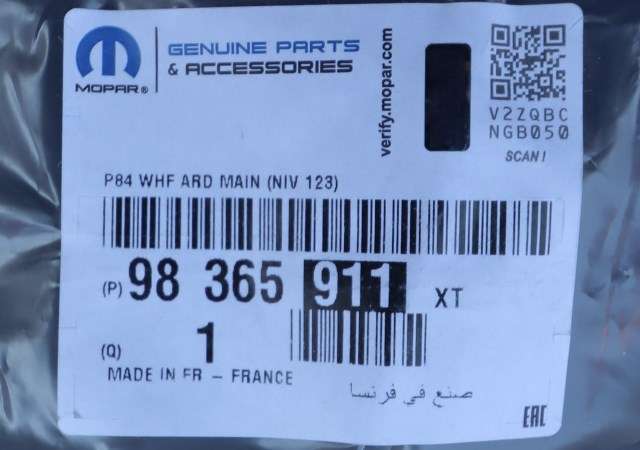 MOPAR®
GENUINE PARTS
& ACCESSORIES
verify.mopar.com
V2ZQBC
NGB050
SCAN!
P84 WHF ARD MAIN (NIV 123)
(P) 98 365 911 XT
(Q) 1
MADE IN FR - FRANCE
صنع في فرنسا
EAC